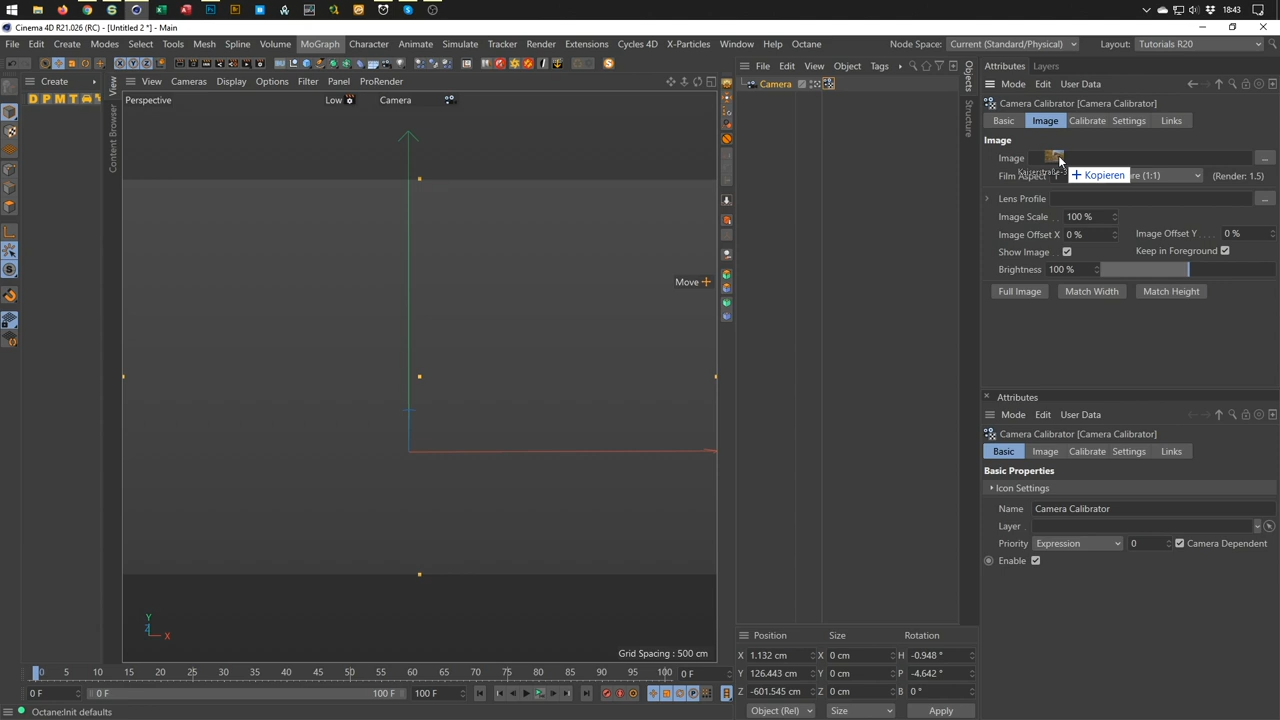 18:43
Cinema 4D R21.026 (RC) - [Untitled 2 *] - Main
File Edit Create Modes Select Tools Mesh Spline Volume MoGraph Character Animate Simulate Tracker Render Extensions Cycles 4D X-Particles Window Help Octane Node Space: Current (Standard/Physical) Layout: Tutorials R20
Create
View Cameras Display Options Filter Panel ProRender
View
Content Browser
Perspective Low Camera
Move
Grid Spacing : 500 cm
Y
Z
X
File Edit View Object Tags
Camera
Objects
Structure
Attributes Layers
Mode Edit User Data
Camera Calibrator [Camera Calibrator]
Basic Image Calibrate Settings Links
Image
Image ...
Film Aspect Kopieren re (1:1) (Render: 1.5)
Lens Profile ...
Image Scale . . 100 %
Image Offset X 0 % Image Offset Y . . . . 0 %
Show Image . Keep in Foreground
Brightness 100 %
Full Image Match Width Match Height
Attributes
Mode Edit User Data
Camera Calibrator [Camera Calibrator]
Basic Image Calibrate Settings Links
Basic Properties
Icon Settings
Name Camera Calibrator
Layer .
Priority Expression 0 Camera Dependent
Enable
0 5 10 15 20 25 30 35 40 45 50 55 60 65 70 75 80 85 90 95 100 0 F
0 F 0 F 100 F 100 F
Position Size Rotation
X 1.132 cm X 0 cm H -0.948 °
Y 126.443 cm Y 0 cm P -4.642 °
Z -601.545 cm Z 0 cm B 0 °
Object (Rel) Size Apply
Octane:Init defaults